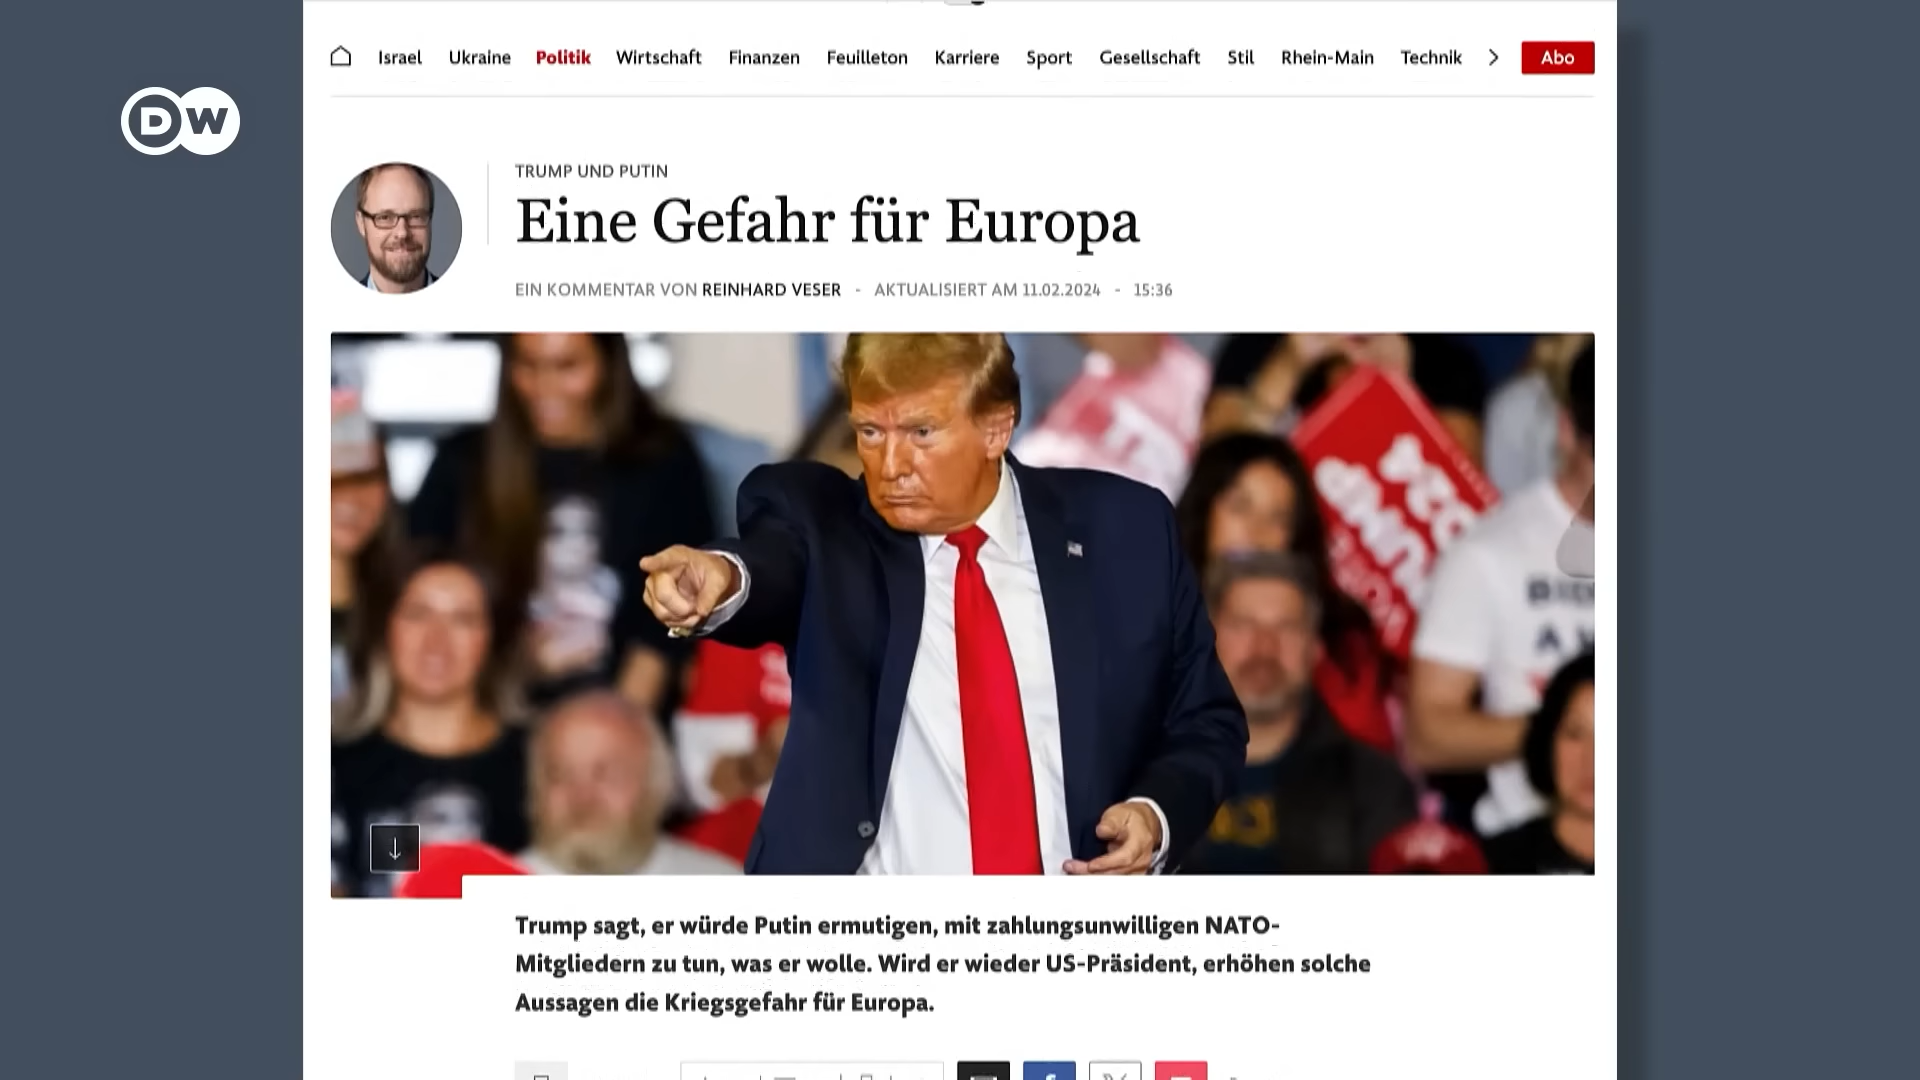 DW
Israel Ukraine Politik Wirtschaft Finanzen Feuilleton Karriere Sport Gesellschaft Stil Rhein-Main Technik Abo
TRUMP UND PUTIN
Eine Gefahr für Europa
EIN KOMMENTAR VON REINHARD VESER - AKTUALISIERT AM 11.02.2024 - 15:36
TRUMP
2024
Trump sagt, er würde Putin ermutigen, mit zahlungsunwilligen NATO-
Mitgliedern zu tun, was er wolle. Wird er wieder US-Präsident, erhöhen solche
Aussagen die Kriegsgefahr für Europa.